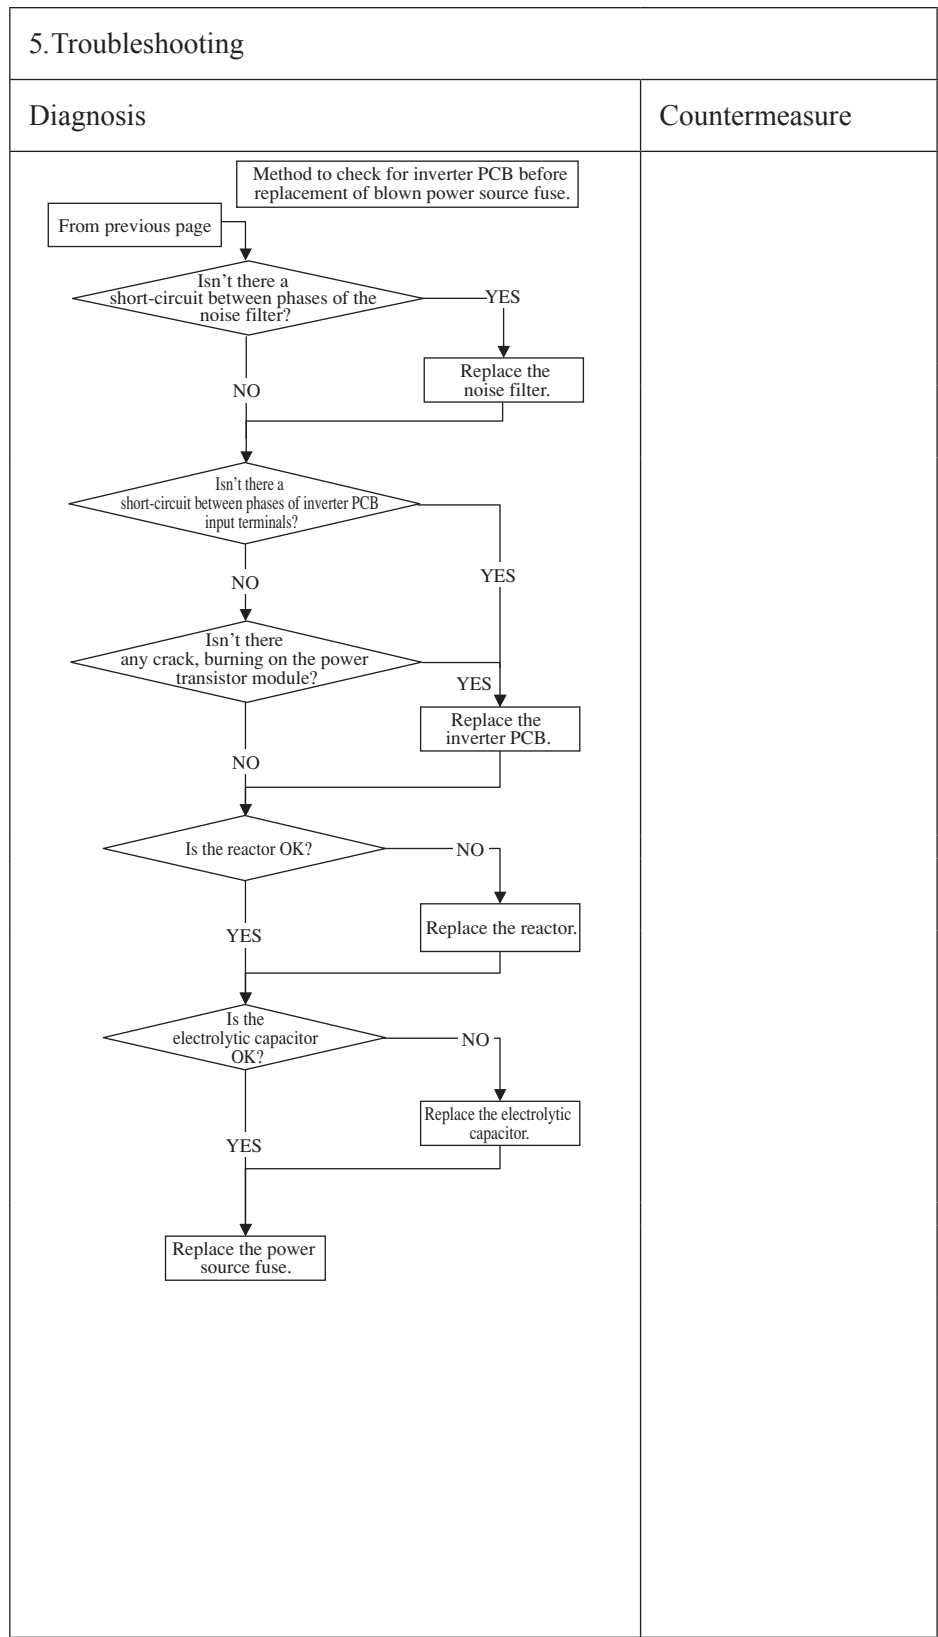 5.Troubleshooting
Diagnosis
Countermeasure
Method to check for inverter PCB before
replacement of blown power source fuse.
From previous page
Isn't there a
short-circuit between phases of the
noise filter?
YES
Replace the
noise filter.
NO
Isn't there a
short-circuit between phases of inverter PCB
input terminals?
YES
NO
Isn't there
any crack, burning on the power
transistor module?
YES
Replace the
inverter PCB.
NO
Is the reactor OK?
NO
Replace the reactor.
YES
Is the
electrolytic capacitor
OK?
NO
Replace the electrolytic
capacitor.
YES
Replace the power
source fuse.